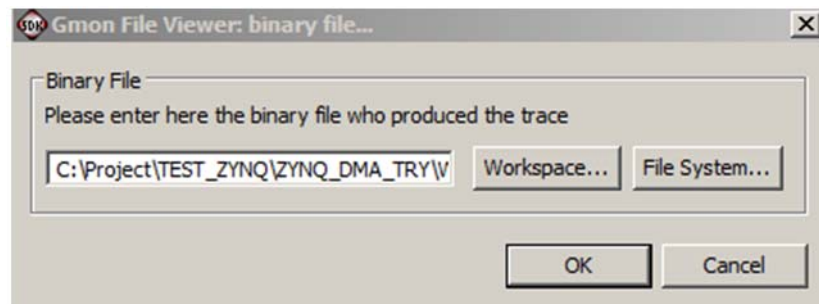 SDK
Gmon File Viewer: binary file...
Binary File
Please enter here the binary file who produced the trace
C:\Project\TEST_ZYNQ\ZYNQ_DMA_TRY\V
Workspace...
File System...
OK
Cancel